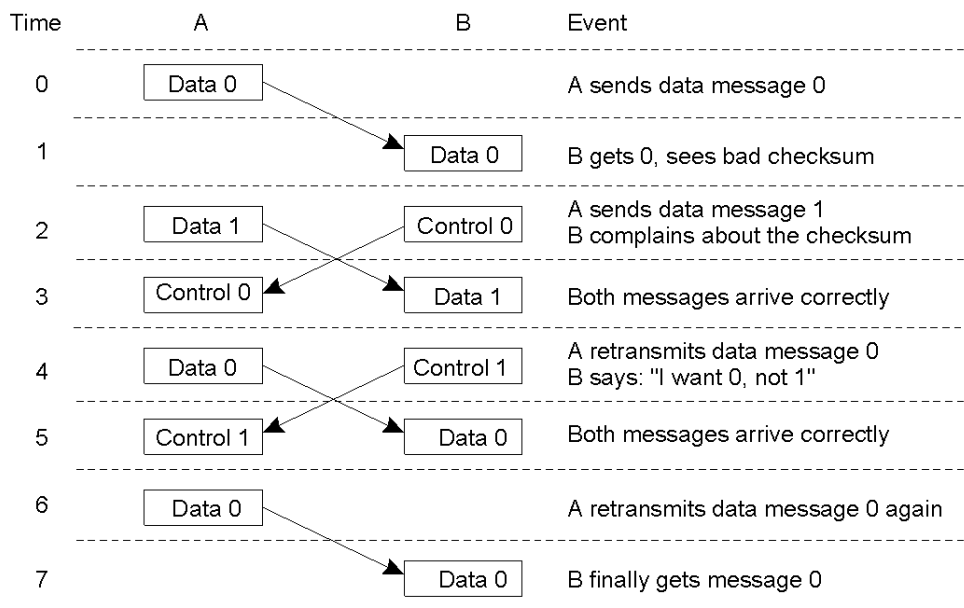 Time A B Event
0 Data 0 A sends data message 0
1 Data 0 B gets 0, sees bad checksum
2 Data 1 Control 0 A sends data message 1
B complains about the checksum
3 Control 0 Data 1 Both messages arrive correctly
4 Data 0 Control 1 A retransmits data message 0
B says: "I want 0, not 1"
5 Control 1 Data 0 Both messages arrive correctly
6 Data 0 A retransmits data message 0 again
7 Data 0 B finally gets message 0